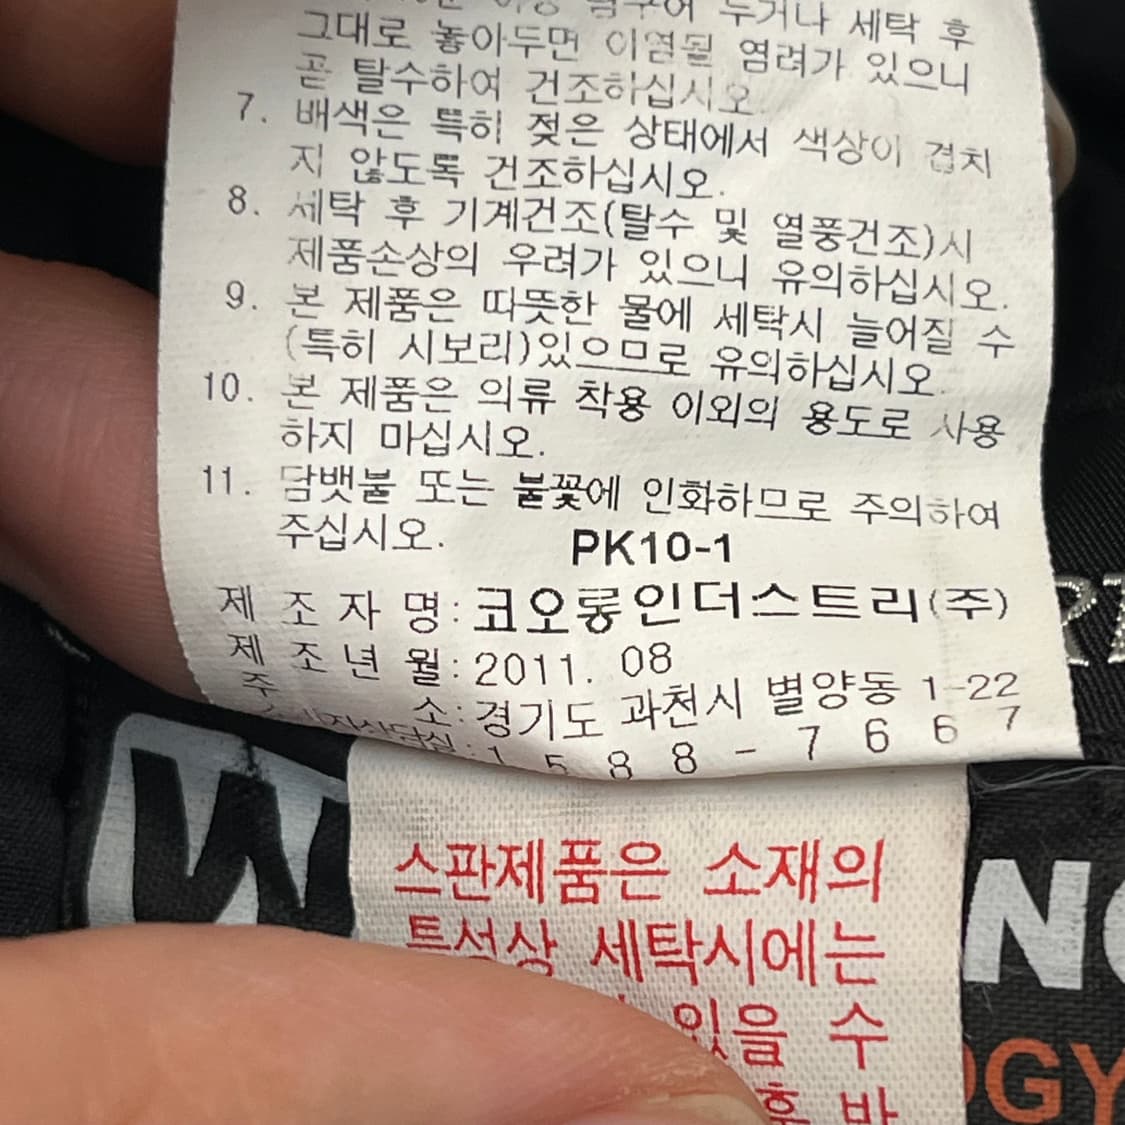 누거나 세탁 후
그대로 놓아두면 이염될 염려가 있으니
곧 탈수하여 건조하십시오.
7. 배색은 특히 젖은 상태에서 색상이 겹치
지 않도록 건조하십시오.
8. 세탁 후 기계건조(탈수 및 열풍건조)시
제품손상의 우려가 있으니 유의하십시오.
9. 본 제품은 따뜻한 물에 세탁시 늘어질 수
(특히 시보리)있으므로 유의하십시오.
10. 본 제품은 의류 착용 이외의 용도로 사용
하지 마십시오.
11. 담뱃불 또는 불꽃에 인화하므로 주의하여
주십시오. PK10-1
제 조 자 명: 코오롱인더스트리(주)
제 조 년 월: 2011. 08
주 소: 경기도 과천시 별양동 1-22
1 5 8 8 - 7 6 6 7
스판제품은 소재의
특성상 세탁시에는
있을 수